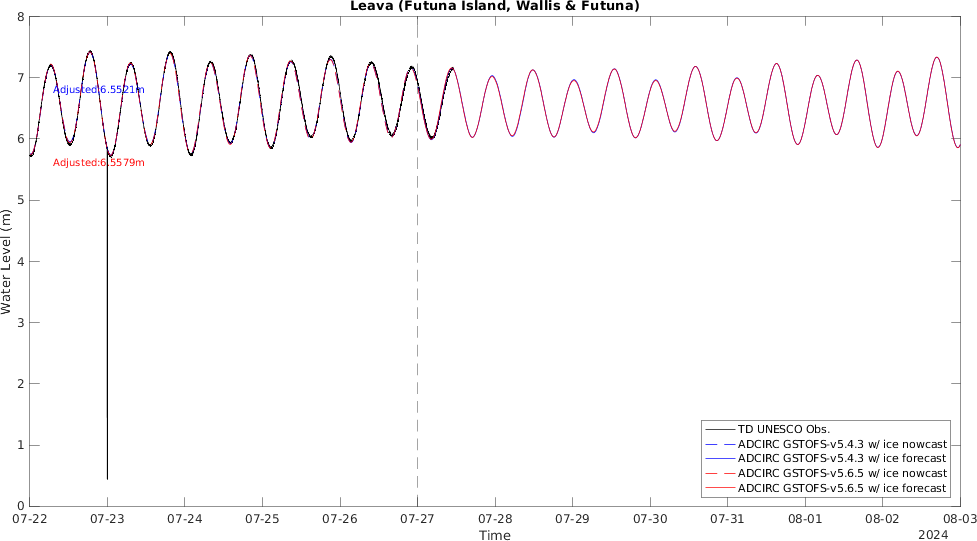 Leava (Futuna Island, Wallis & Futuna)
8
7
6
5
4
3
2
1
0
Water Level (m)
Adjusted:6.5521m
Adjusted:6.5579m
TD UNESCO Obs.
ADCIRC GSTOFS-v5.4.3 w/ ice nowcast
ADCIRC GSTOFS-v5.4.3 w/ ice forecast
ADCIRC GSTOFS-v5.6.5 w/ ice nowcast
ADCIRC GSTOFS-v5.6.5 w/ ice forecast
07-22 07-23 07-24 07-25 07-26 07-27 07-28 07-29 07-30 07-31 08-01 08-02 08-03
Time
2024